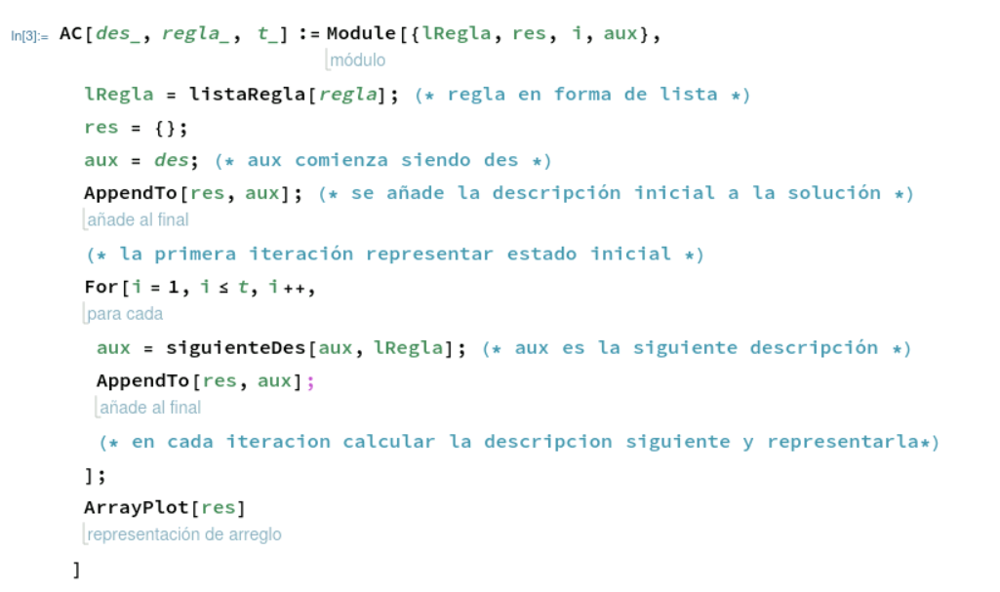 In[3]:= AC[des_, regla_, t_] := Module[{lRegla, res, i, aux},
módulo
lRegla = listaRegla[regla]; (* regla en forma de lista *)
res = {};
aux = des; (* aux comienza siendo des *)
AppendTo[res, aux]; (* se añade la descripción inicial a la solución *)
añade al final
(* la primera iteración representar estado inicial *)
For[i = 1, i ≤ t, i++,
para cada
aux = siguienteDes[aux, lRegla]; (* aux es la siguiente descripción *)
AppendTo[res, aux];
añade al final
(* en cada iteracion calcular la descripcion siguiente y representarla*)
];
ArrayPlot[res]
representación de arreglo
]